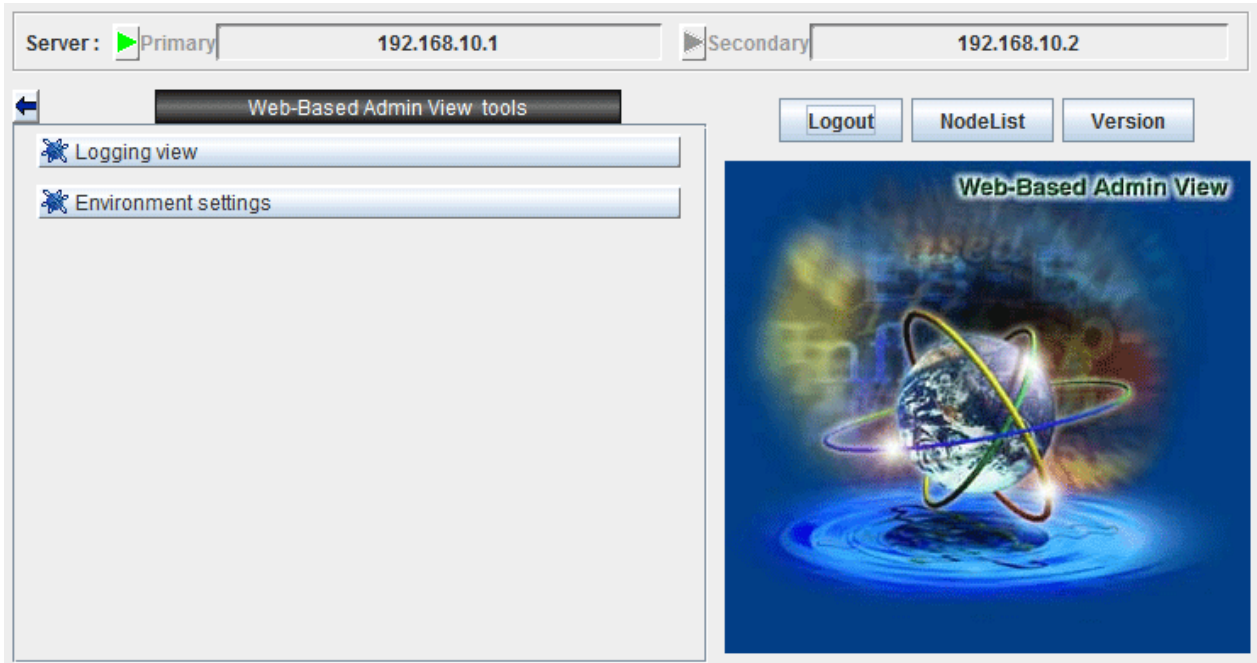 Server : Primary 192.168.10.1 Secondary 192.168.10.2
Web-Based Admin View tools
Logout NodeList Version
Logging view
Environment settings
Web-Based Admin View